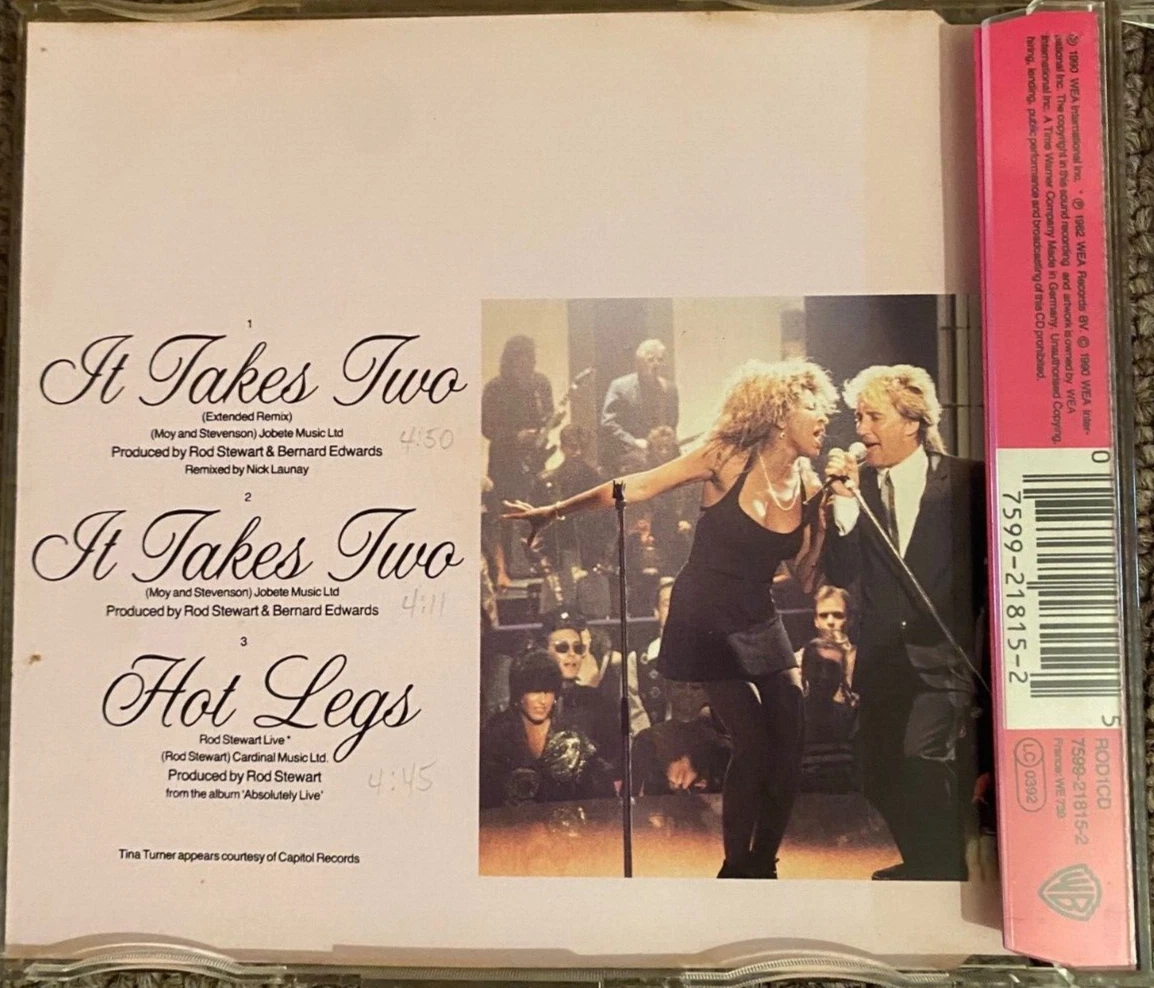 1
It Takes Two
(Extended Remix)
(Moy and Stevenson) Jobete Music Ltd
4:50
Produced by Rod Stewart & Bernard Edwards
Remixed by Nick Launay
2
It Takes Two
(Moy and Stevenson) Jobete Music Ltd
Produced by Rod Stewart & Bernard Edwards
4:11
3
Hot Legs
Rod Stewart Live *
(Rod Stewart) Cardinal Music Ltd.
Produced by Rod Stewart
4:45
from the album 'Absolutely Live'
Tina Turner appears courtesy of Capitol Records
℗ 1990 WEA International Inc. * ℗ 1982 WEA Records BV. © 1990 WEA Inter-
national Inc. The copyright in this sound recording and artwork is owned by WEA
International Inc. A Time Warner Company Made in Germany. Unauthorised Copying,
hiring, lending, public performance and broadcasting of this CD prohibited.
0
7599-21815-2
5
ROD1CD
7599-21815-2
France: WE
LC 0392
WB